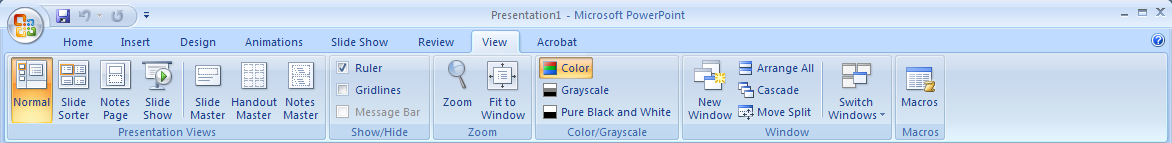 Presentation1 - Microsoft PowerPoint
Home Insert Design Animations Slide Show Review View Acrobat
Normal
Slide Sorter
Notes Page
Slide Show
Slide Master
Handout Master
Notes Master
Presentation Views
Ruler
Gridlines
Message Bar
Show/Hide
Zoom
Fit to Window
Zoom
Color
Grayscale
Pure Black and White
Color/Grayscale
New Window
Arrange All
Cascade
Move Split
Switch Windows
Window
Macros
Macros